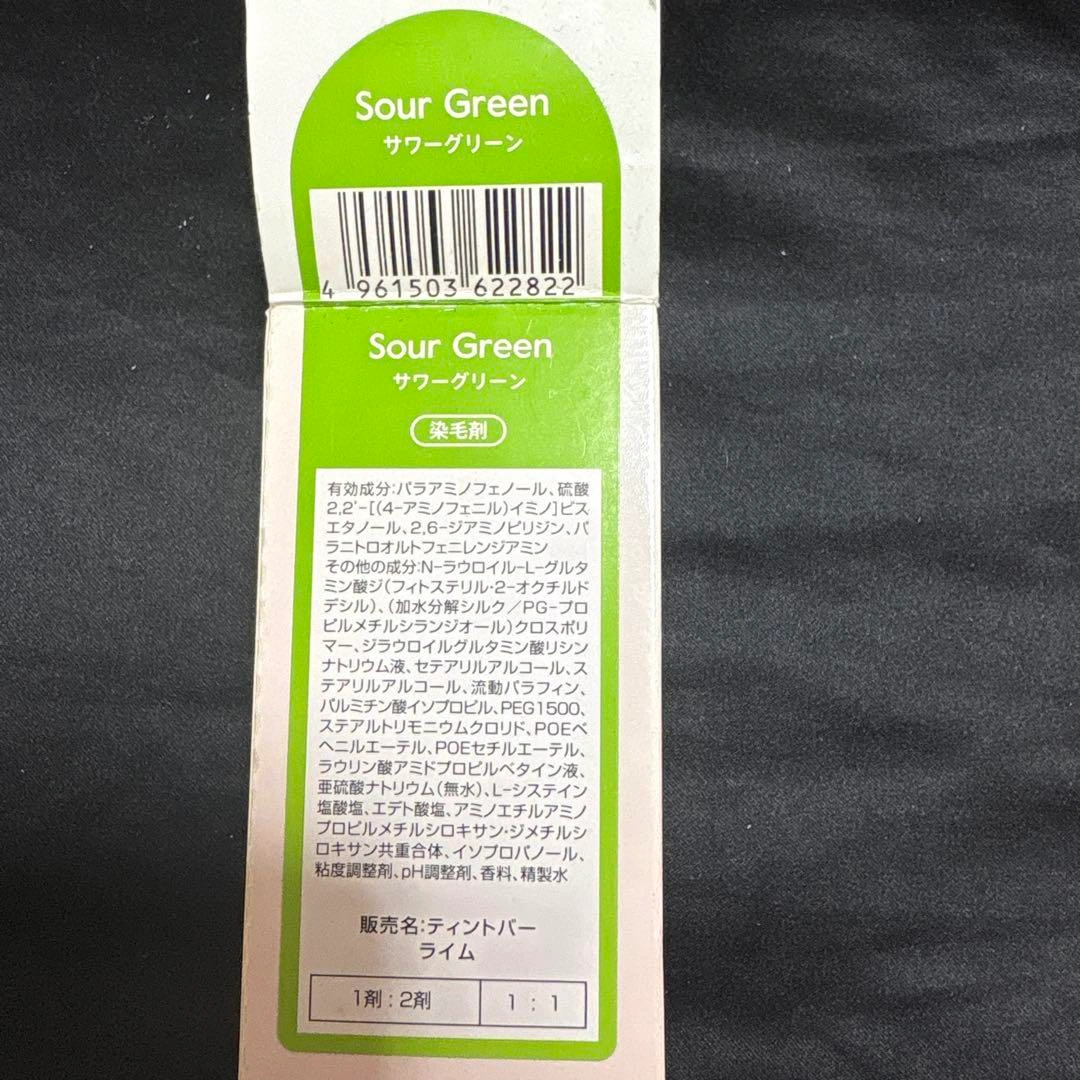 Sour Green
サワーグリーン
4 961503 622822
Sour Green
サワーグリーン
染毛剤
有効成分:パラアミノフェノール、硫酸
2,2'-[(4-アミノフェニル)イミノ]ビス
エタノール、2,6-ジアミノピリジン、パ
ラニトロオルトフェニレンジアミン
その他の成分:N-ラウロイル-L-グルタ
ミン酸ジ(フィトステリル・2-オクチルド
デシル)、(加水分解シルク/PG-プロ
ピルメチルシランジオール)クロスポリ
マー、ジラウロイルグルタミン酸リシン
ナトリウム液、セテアリルアルコール、ス
テアリルアルコール、流動パラフィン、
パルミチン酸イソプロピル、PEG1500、
ステアルトリモニウムクロリド、POEベ
ヘニルエーテル、POEセチルエーテル、
ラウリン酸アミドプロピルベタイン液、
亜硫酸ナトリウム(無水)、L-システイン
塩酸塩、エデト酸塩、アミノエチルアミノ
プロピルメチルシロキサン・ジメチルシ
ロキサン共重合体、イソプロパノール、
粘度調整剤、pH調整剤、香料、精製水
販売名:ティントバー
ライム
1剤:2剤 1:1